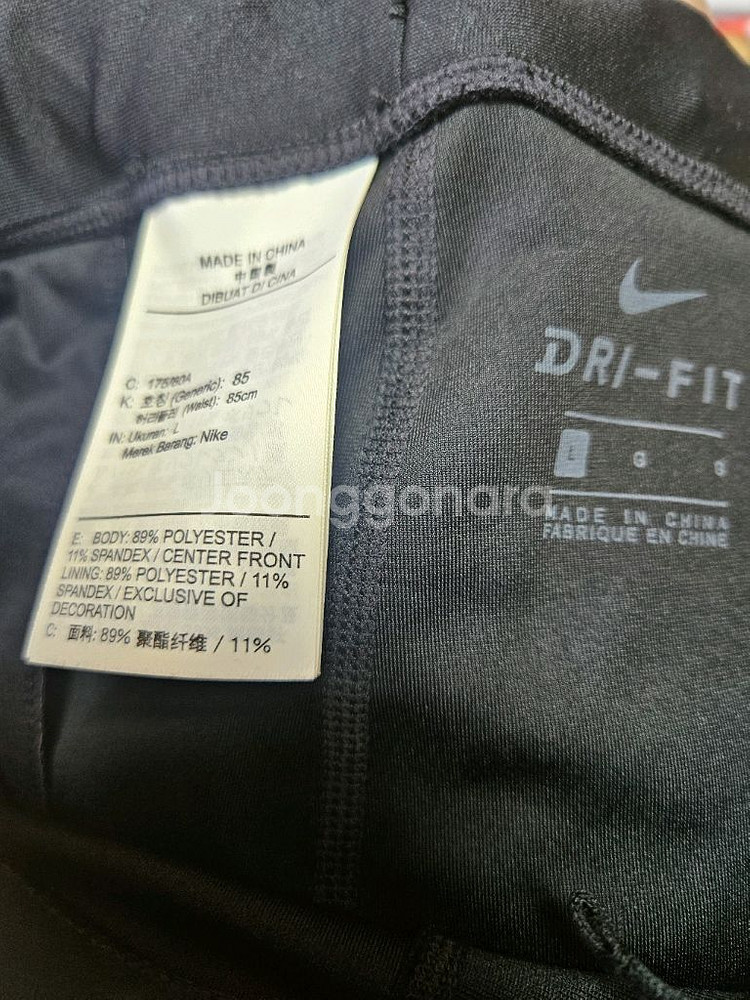 MADE IN CHINA
中国製
DIBUAT DI CINA
C: 175/80A
K: 호칭 (Generic): 85
허리둘레 (Waist): 85cm
IN: Ukuran: L
Merek Barang: Nike
E: BODY: 89% POLYESTER /
11% SPANDEX / CENTER FRONT
LINING: 89% POLYESTER / 11%
SPANDEX / EXCLUSIVE OF
DECORATION
C: 面料: 89% 聚酯纤维 / 11%
DRI-FIT
L G G
MADE IN CHINA
FABRIQUE EN CHINE
Joonggonara